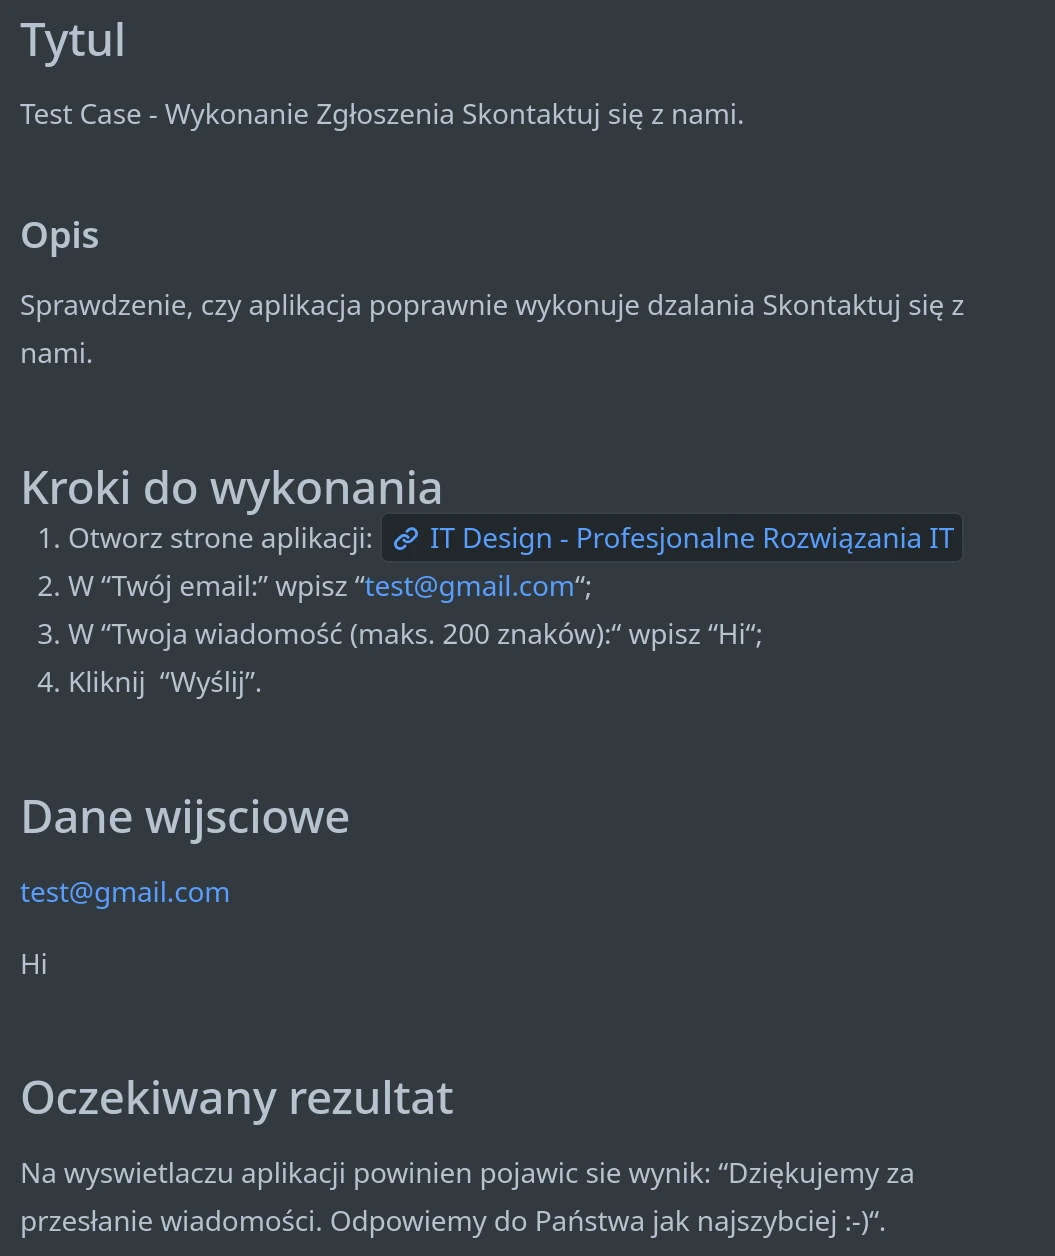 Tytul
Test Case - Wykonanie Zgłoszenia Skontaktuj się z nami.
Opis
Sprawdzenie, czy aplikacja poprawnie wykonuje dzalania Skontaktuj się z
nami.
Kroki do wykonania
1. Otworz strone aplikacji: IT Design - Profesjonalne Rozwiązania IT
2. W “Twój email:” wpisz “test@gmail.com“;
3. W “Twoja wiadomość (maks. 200 znaków):“ wpisz “Hi“;
4. Kliknij  “Wyślij”.
Dane wijsciowe
test@gmail.com
Hi
Oczekiwany rezultat
Na wyswietlaczu aplikacji powinien pojawic sie wynik: “Dziękujemy za
przesłanie wiadomości. Odpowiemy do Państwa jak najszybciej :-)“.